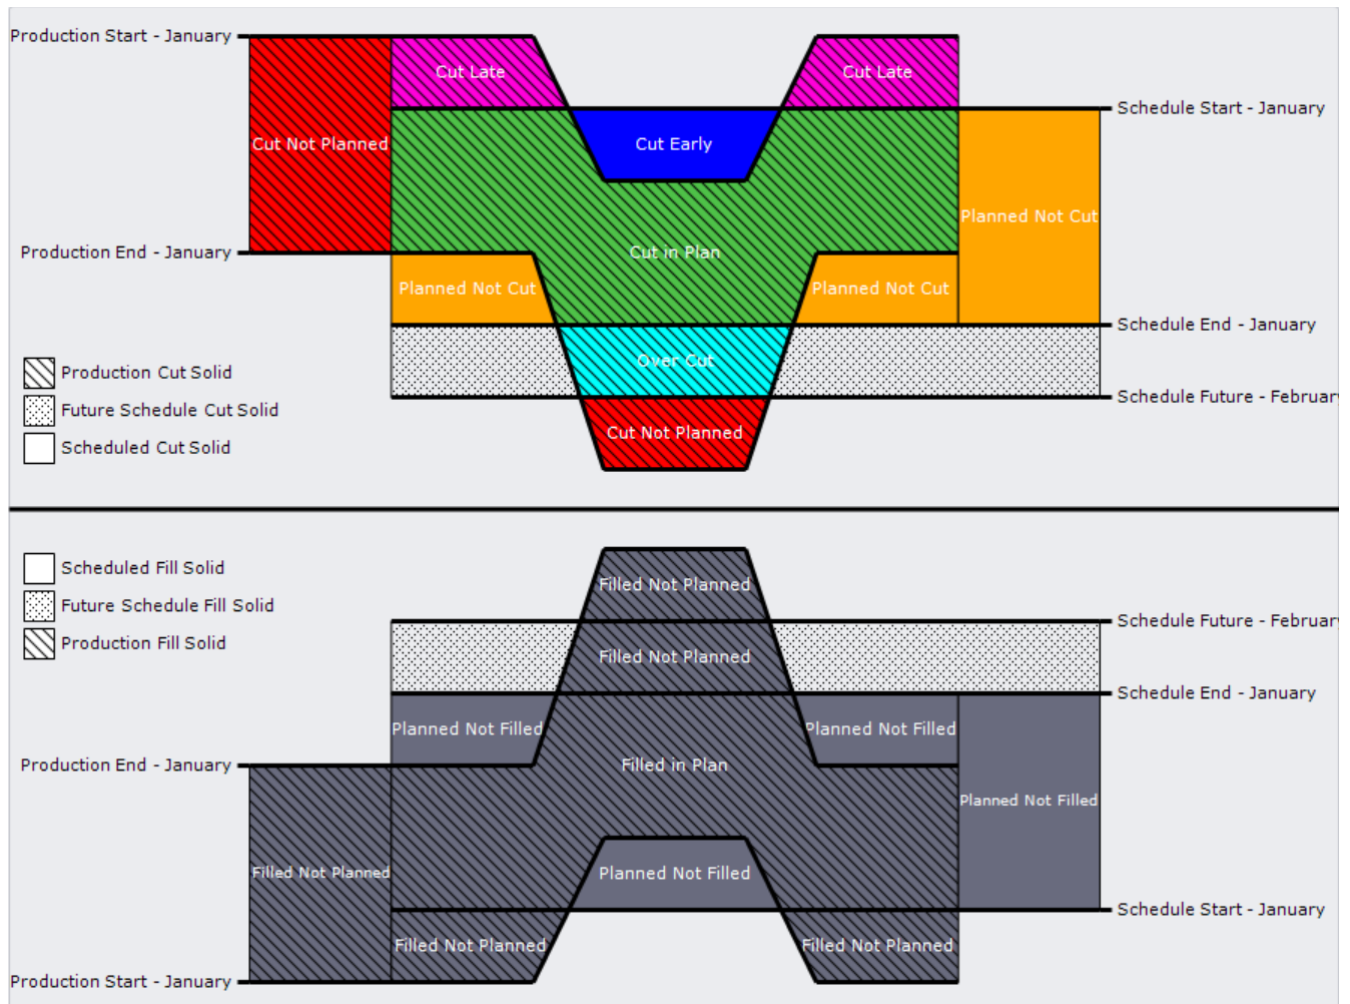 Production Start - January
Cut Late
Cut Late
Schedule Start - January
Cut Not Planned
Cut Early
Planned Not Cut
Production End - January
Cut in Plan
Planned Not Cut
Planned Not Cut
Schedule End - January
Over Cut
Production Cut Solid
Schedule Future - Februar
Future Schedule Cut Solid
Cut Not Planned
Scheduled Cut Solid
Scheduled Fill Solid
Filled Not Planned
Future Schedule Fill Solid
Schedule Future - Februar
Production Fill Solid
Filled Not Planned
Schedule End - January
Planned Not Filled
Planned Not Filled
Production End - January
Filled in Plan
Planned Not Filled
Filled Not Planned
Planned Not Filled
Schedule Start - January
Filled Not Planned
Filled Not Planned
Production Start - January